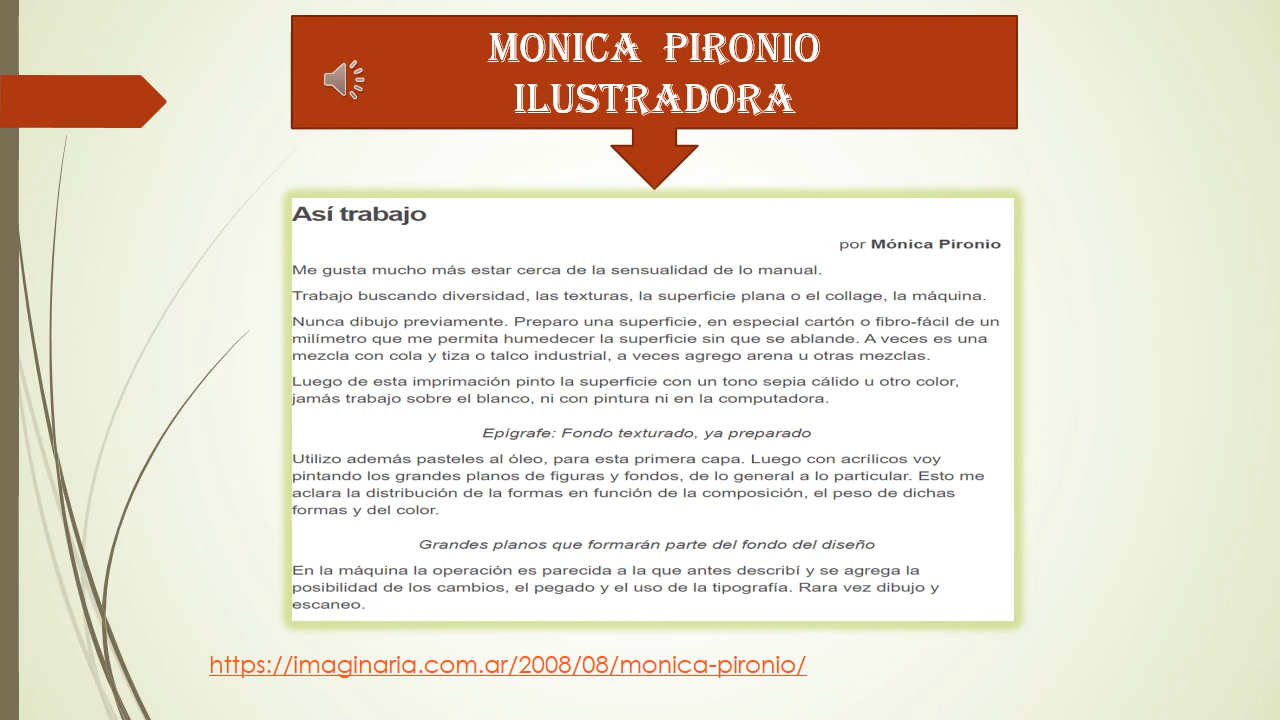 MONICA PIRONIO
ILUSTRADORA
Así trabajo
por Mónica Pironio
Me gusta mucho más estar cerca de la sensualidad de lo manual.
Trabajo buscando diversidad, las texturas, la superficie plana o el collage, la máquina.
Nunca dibujo previamente. Preparo una superficie, en especial cartón o fibro-fácil de un
milímetro que me permita humedecer la superficie sin que se ablande. A veces es una
mezcla con cola y tiza o talco industrial, a veces agrego arena u otras mezclas.
Luego de esta imprimación pinto la superficie con un tono sepia cálido u otro color,
jamás trabajo sobre el blanco, ni con pintura ni en la computadora.
Epígrafe: Fondo texturado, ya preparado
Utilizo además pasteles al óleo, para esta primera capa. Luego con acrílicos voy
pintando los grandes planos de figuras y fondos, de lo general a lo particular. Esto me
aclara la distribución de la formas en función de la composición, el peso de dichas
formas y del color.
Grandes planos que formarán parte del fondo del diseño
En la máquina la operación es parecida a la que antes describí y se agrega la
posibilidad de los cambios, el pegado y el uso de la tipografía. Rara vez dibujo y
escaneo.
https://imaginaria.com.ar/2008/08/monica-pironio/